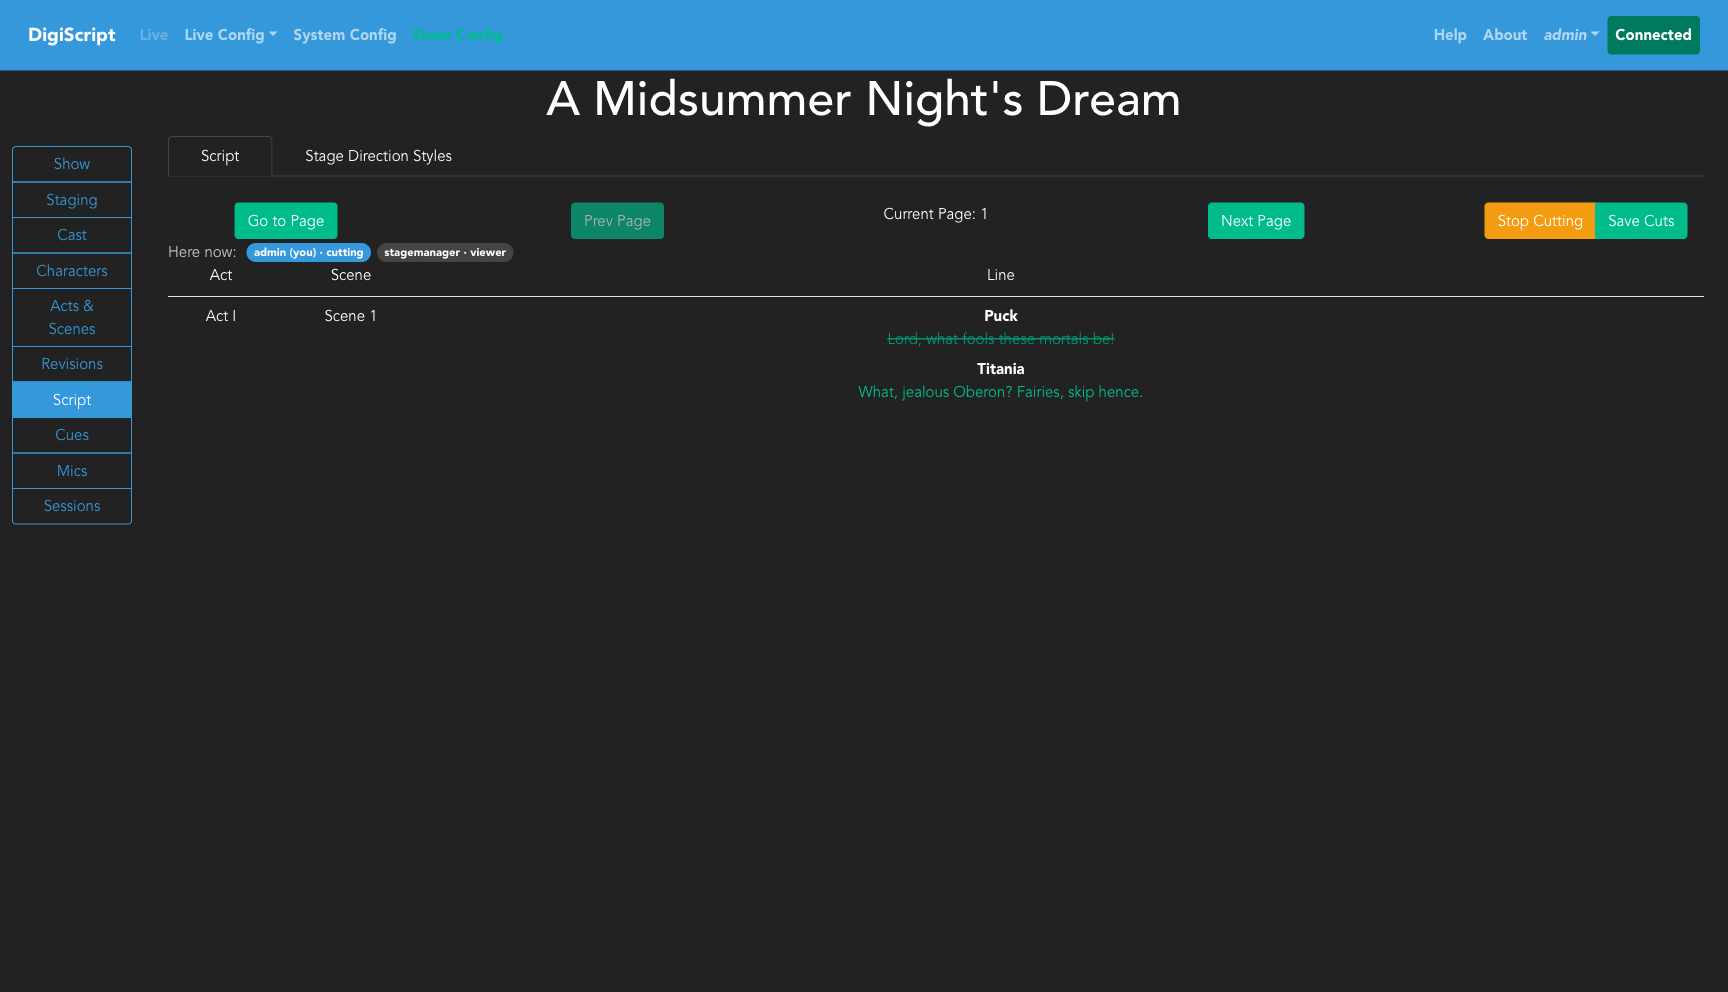 DigiScript Live Live Config System Config Show Config Help About admin Connected
A Midsummer Night's Dream
Script Stage Direction Styles
Show
Staging
Cast
Characters
Acts &
Scenes
Revisions
Script
Cues
Mics
Sessions
Go to Page Prev Page Current Page: 1 Next Page Stop Cutting Save Cuts
Here now: admin (you) · cutting stagemanager · viewer
Act Scene Line
Act I Scene 1 Puck
Lord, what fools these mortals be!
Titania
What, jealous Oberon? Fairies, skip hence.